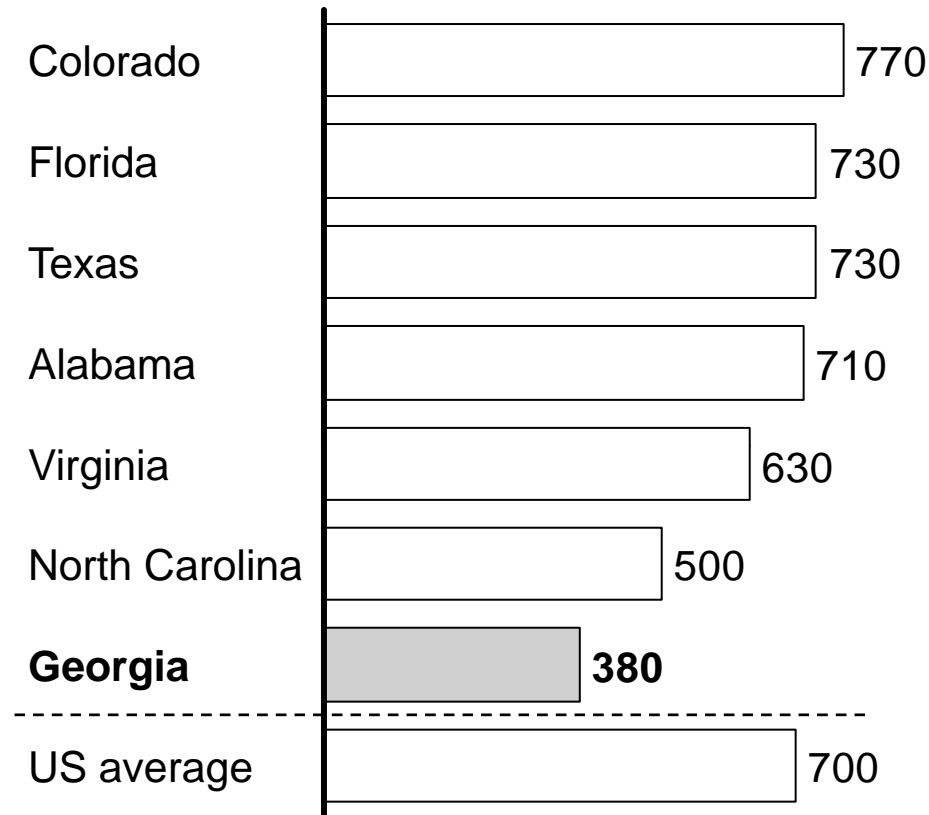 Colorado 770
Florida 730
Texas 730
Alabama 710
Virginia 630
North Carolina 500
Georgia 380
US average 700